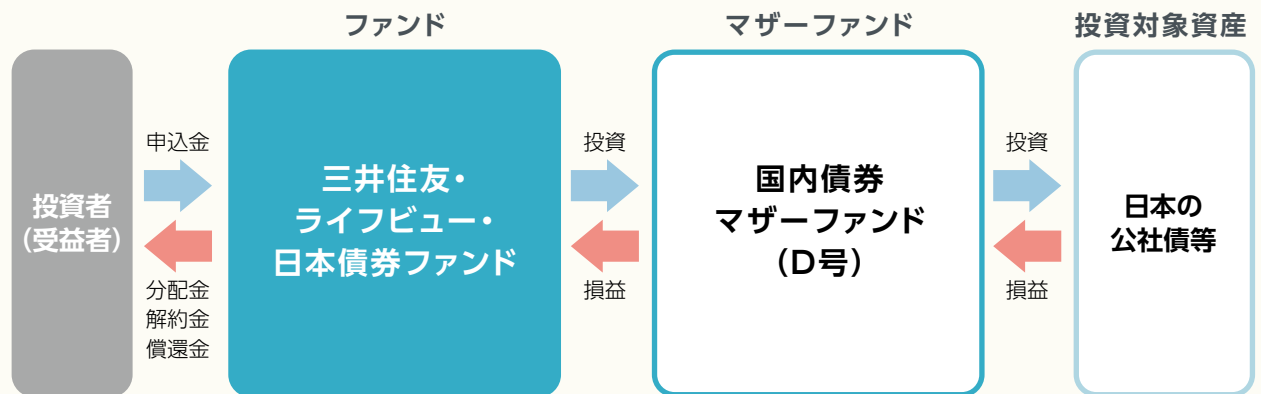 ファンド
マザーファンド
投資対象資産
投資者
(受益者)
申込金
分配金
解約金
償還金
三井住友・
ライフビュー・
日本債券ファンド
投資
損益
国内債券
マザーファンド
(D号)
投資
損益
日本の
公社債等